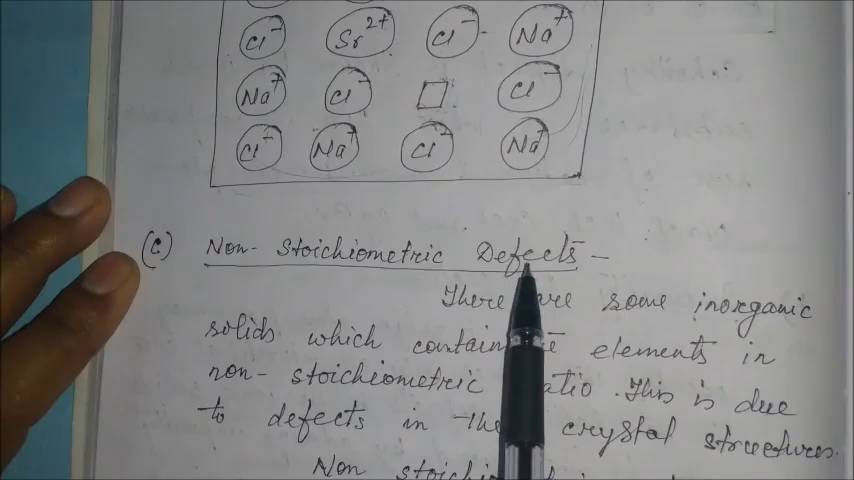 Cl⁻ Sr²⁺ Cl⁻ Na⁺
Na⁺ Cl⁻ Cl⁻
Cl⁻ Na⁺ Cl⁻ Na⁺
(C) Non-Stoichiometric Defects –
There are some inorganic
solids which contain elements in
non-stoichiometric ratio. This is due
to defects in the crystal structures.
Non